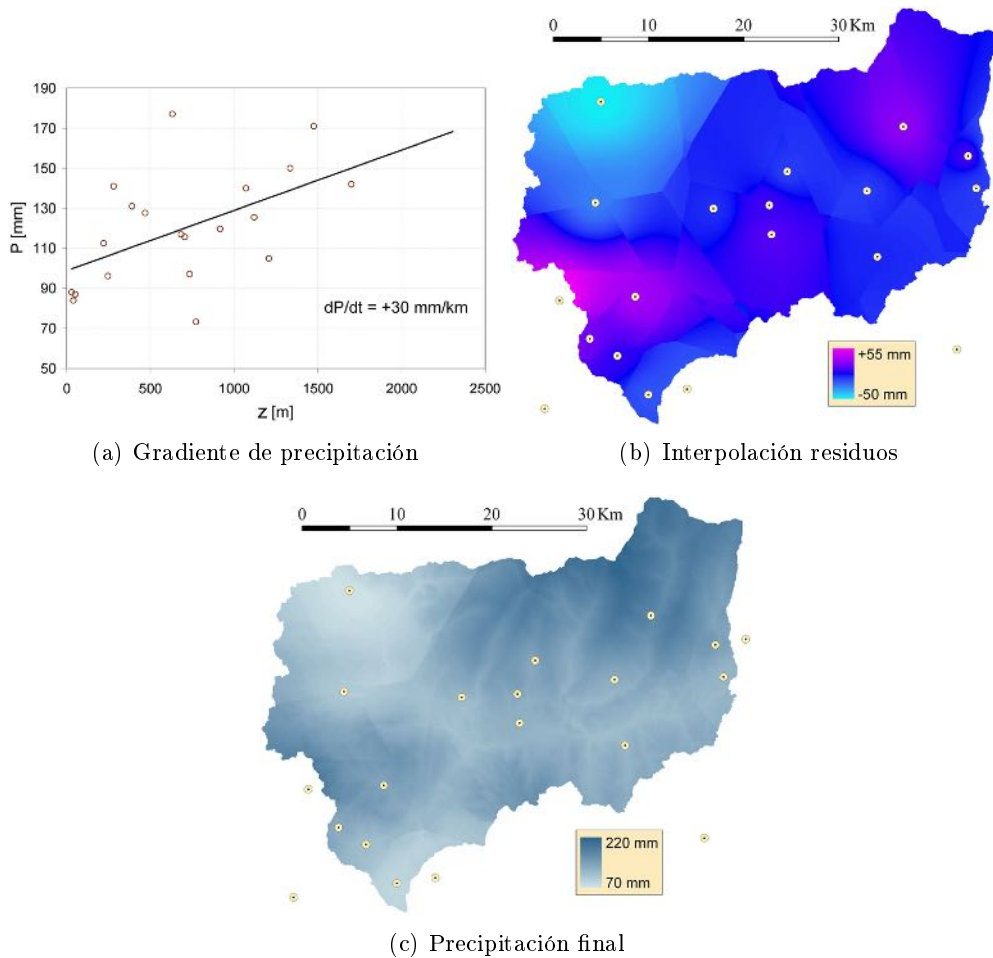 190
170
150
130
110
90
70
50
P [mm]
0
500
1000
1500
2000
2500
z [m]
dP/dt = +30 mm/km
(a) Gradiente de precipitación
0 10 20 30 Km
+55 mm
-50 mm
(b) Interpolación residuos
0 10 20 30 Km
220 mm
70 mm
(c) Precipitación final